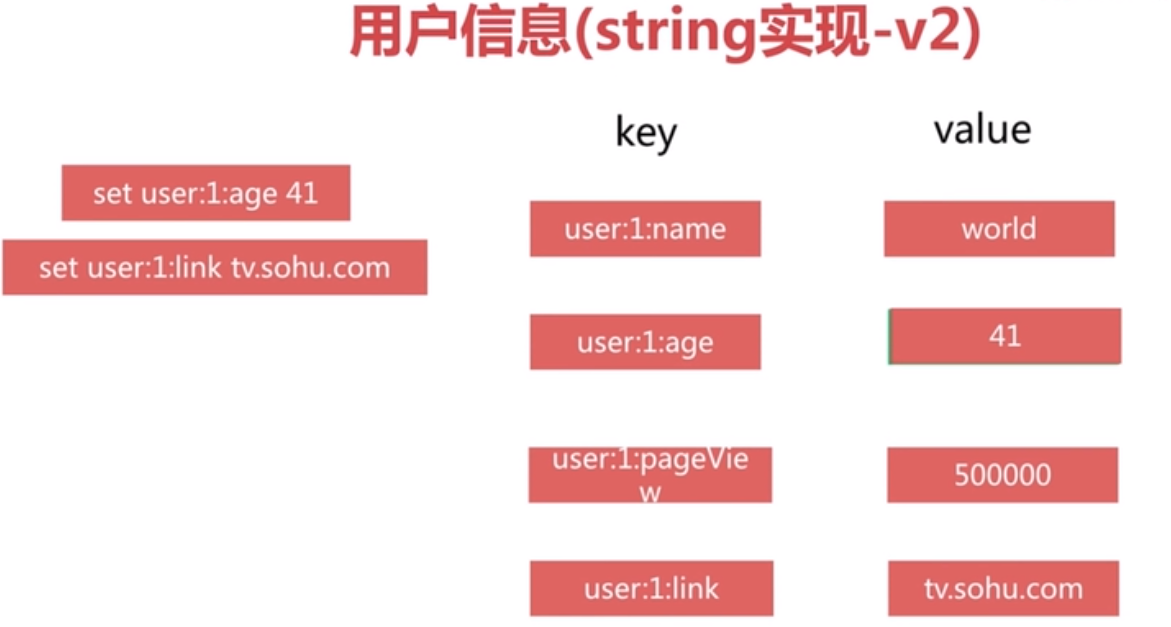 用户信息(string实现-v2)
key
value
set user:1:age 41
set user:1:link tv.sohu.com
user:1:name
world
user:1:age
41
user:1:pageVie
w
500000
user:1:link
tv.sohu.com